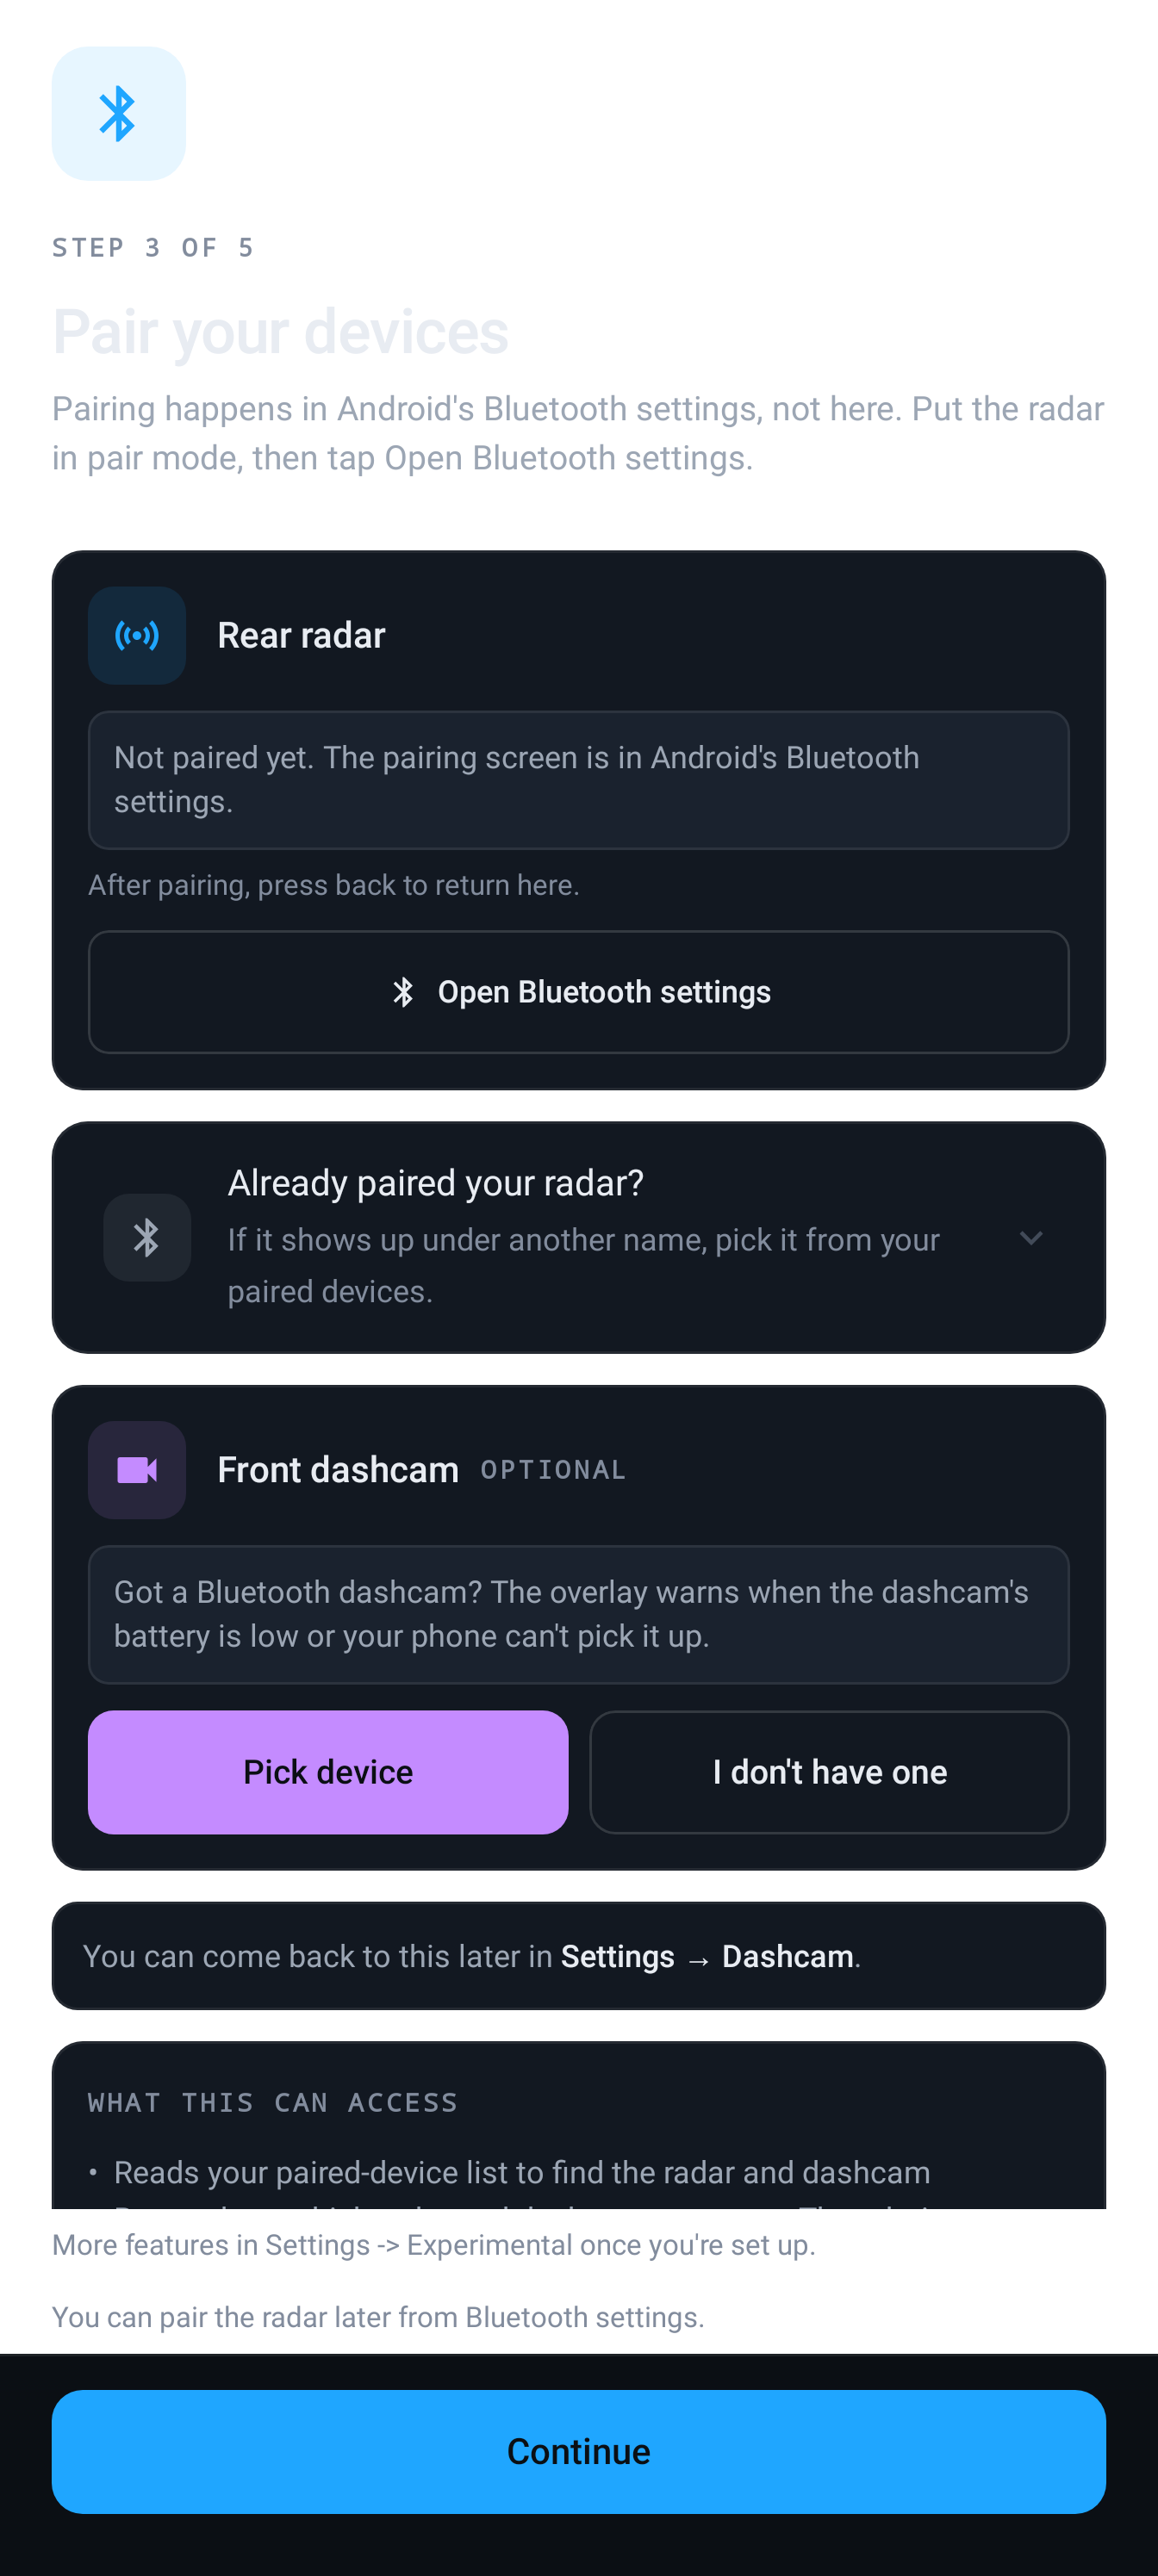 STEP 3 OF 5
Pair your devices
Pairing happens in Android's Bluetooth settings, not here. Put the radar
in pair mode, then tap Open Bluetooth settings.
Rear radar
Not paired yet. The pairing screen is in Android's Bluetooth
settings.
After pairing, press back to return here.
Open Bluetooth settings
Already paired your radar?
If it shows up under another name, pick it from your
paired devices.
Front dashcam OPTIONAL
Got a Bluetooth dashcam? The overlay warns when the dashcam's
battery is low or your phone can't pick it up.
Pick device
I don't have one
You can come back to this later in Settings → Dashcam.
WHAT THIS CAN ACCESS
• Reads your paired-device list to find the radar and dashcam
More features in Settings -> Experimental once you're set up.
You can pair the radar later from Bluetooth settings.
Continue